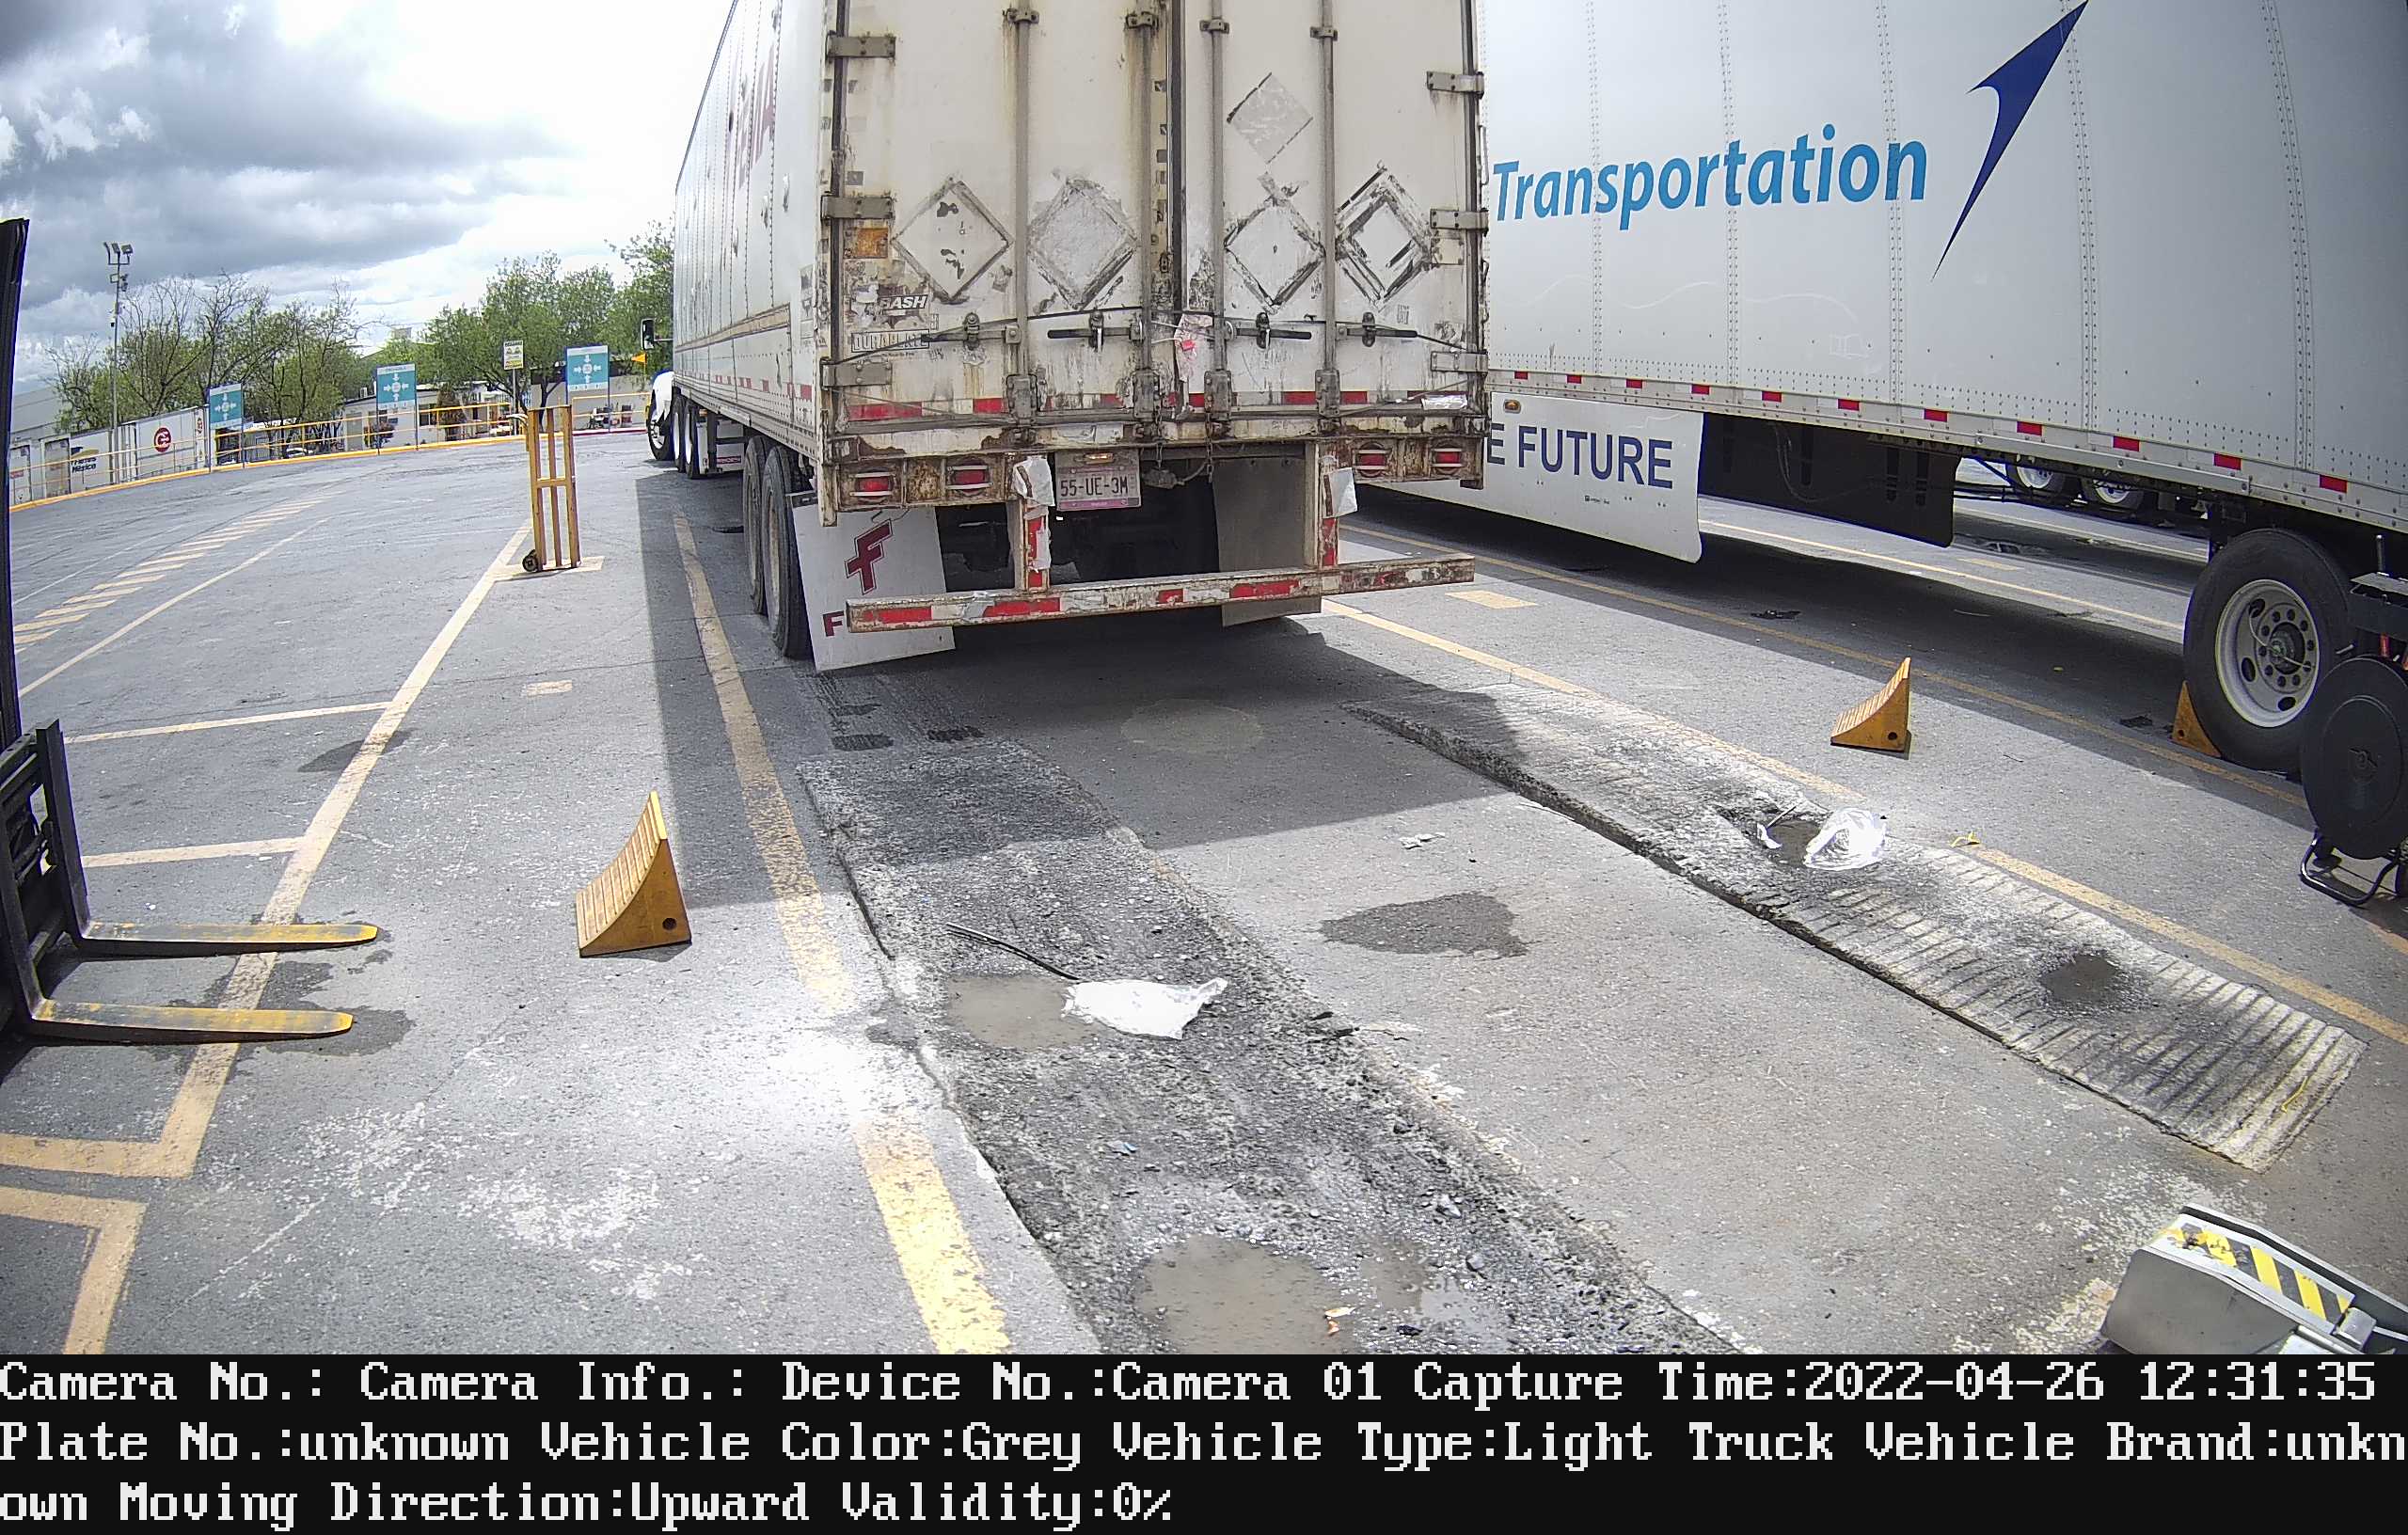 Transportation
BASH
E FUTURE
55-UE-3M
F
F
Camera No.: Camera Info.: Device No.:Camera 01 Capture Time:2022-04-26 12:31:35
Plate No.:unknown Vehicle Color:Grey Vehicle Type:Light Truck Vehicle Brand:unkn
own Moving Direction:Upward Validity:0%